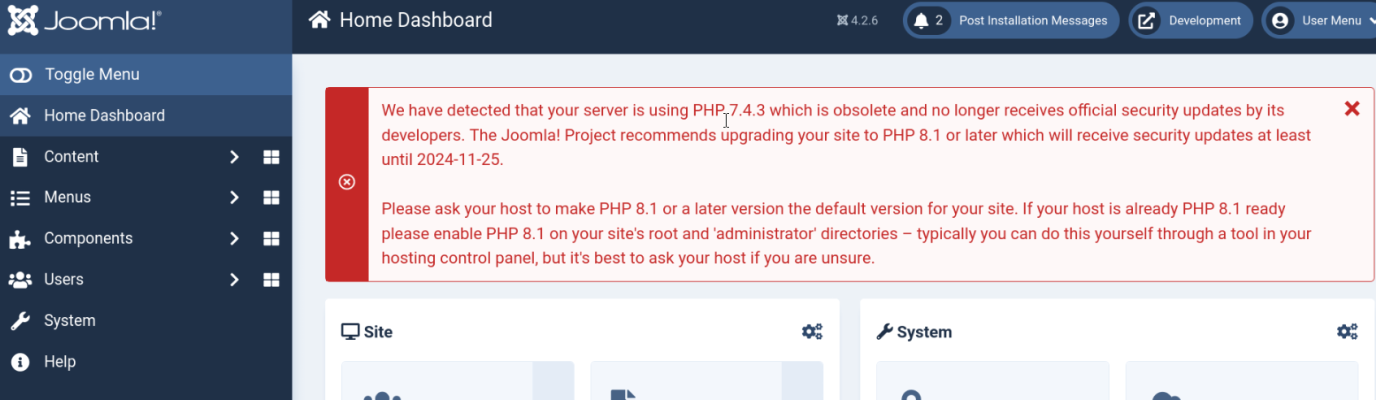 Joomla!
Home Dashboard
4.2.6
2
Post Installation Messages
Development
User Menu
Toggle Menu
Home Dashboard
Content
Menus
Components
Users
System
Help
We have detected that your server is using PHP 7.4.3 which is obsolete and no longer receives official security updates by its
developers. The Joomla! Project recommends upgrading your site to PHP 8.1 or later which will receive security updates at least
until 2024-11-25.
Please ask your host to make PHP 8.1 or a later version the default version for your site. If your host is already PHP 8.1 ready
please enable PHP 8.1 on your site's root and 'administrator' directories – typically you can do this yourself through a tool in your
hosting control panel, but it's best to ask your host if you are unsure.
Site
System